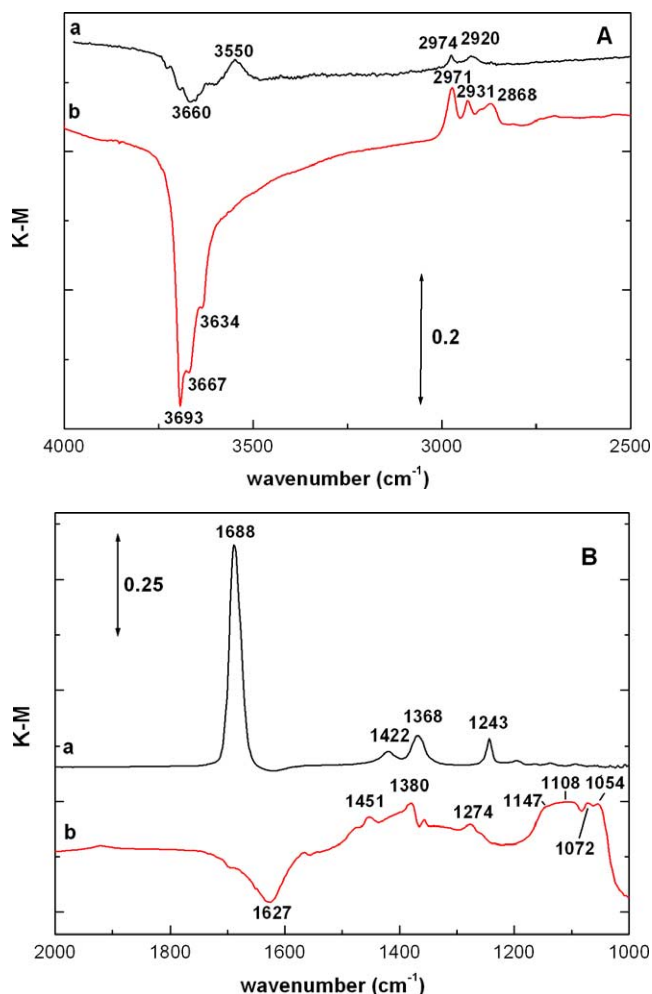 a
3550
2974 2920
A
3660
2971
b
2931 2868
K-M
3634
0.2
3667
3693
4000 3500 3000 2500
wavenumber (cm-1)
1688
B
0.25
K-M
a
1422 1368 1243
b
1451 1380 1274 1147 1108 1054
1072
1627
2000 1800 1600 1400 1200 1000
wavenumber (cm-1)